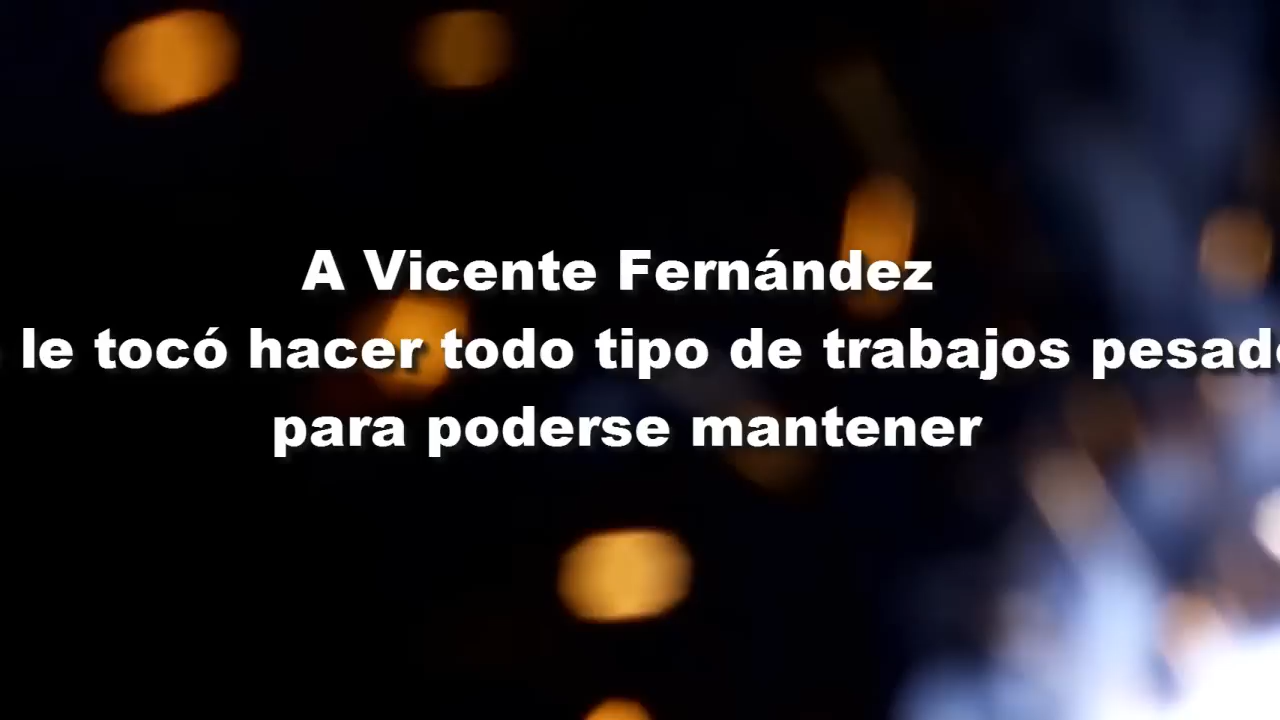 A Vicente Fernández
le tocó hacer todo tipo de trabajos
para poderse mantener